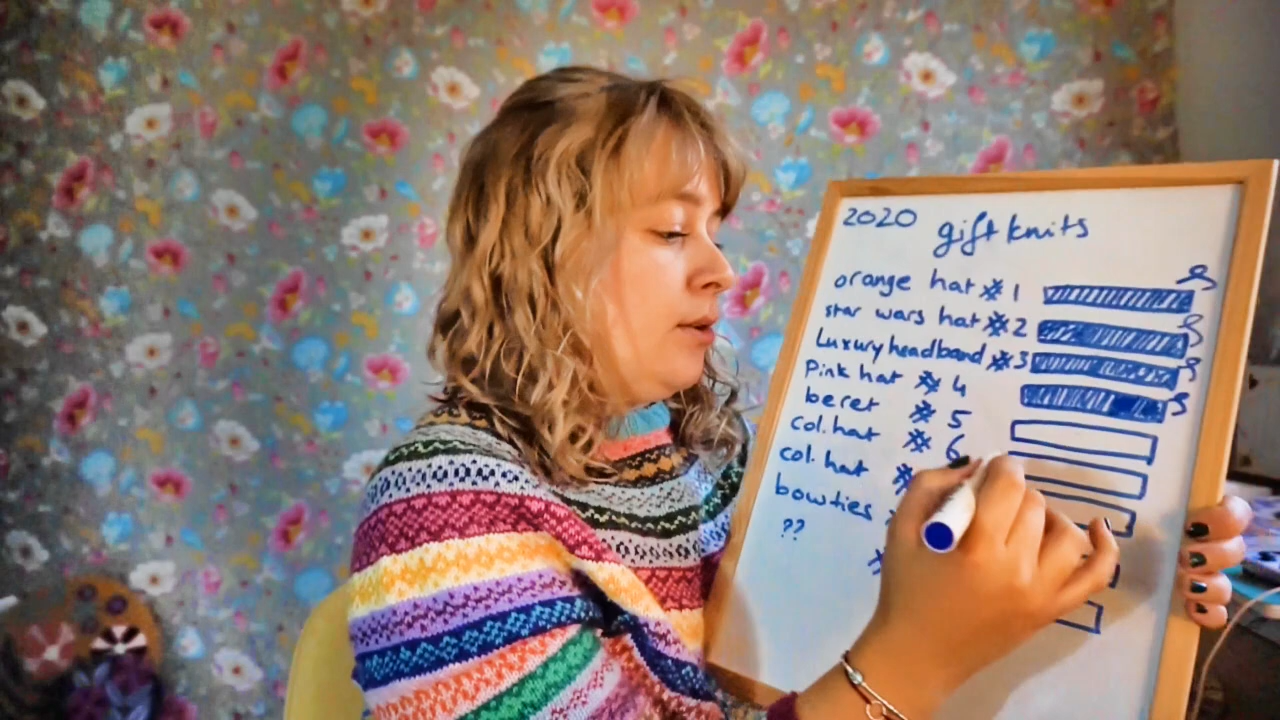 2020 gift knits
orange hat #1
star wars hat #2
Luxury headband #3
Pink hat #4
beret #5
col. hat #6
col. hat #
bowties
??
#